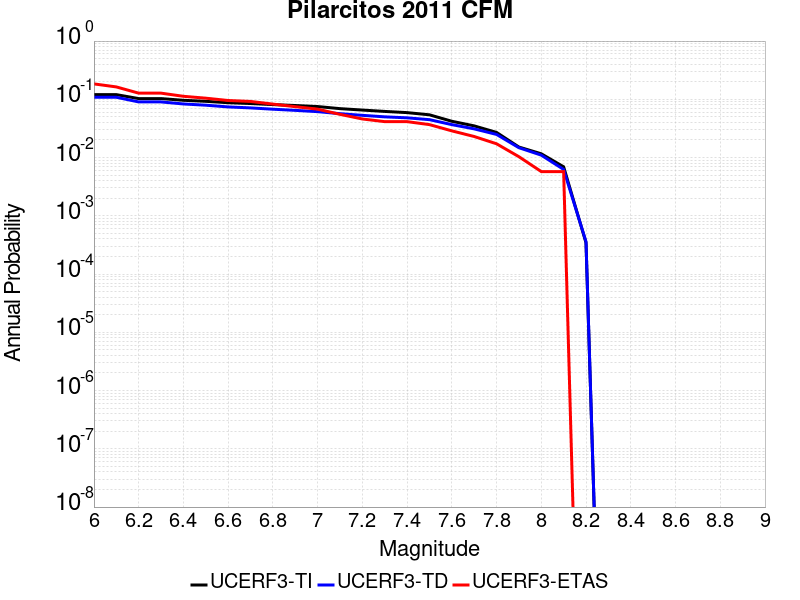 Pilarcitos 2011 CFM
Annual Probability
10^0
10^-1
10^-2
10^-3
10^-4
10^-5
10^-6
10^-7
10^-8
6 6.2 6.4 6.6 6.8 7 7.2 7.4 7.6 7.8 8 8.2 8.4 8.6 8.8 9
Magnitude
UCERF3-TI UCERF3-TD UCERF3-ETAS